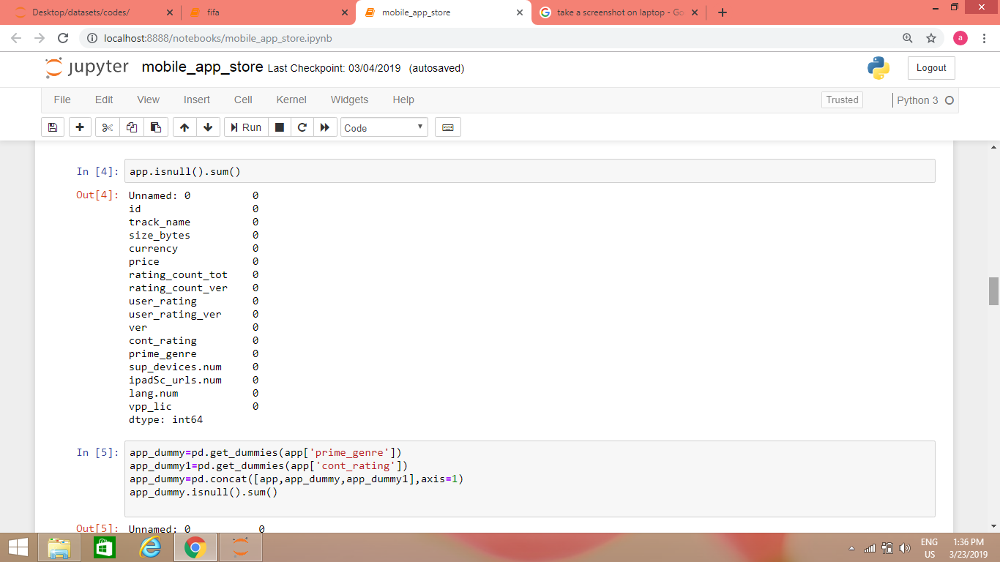 Desktop/datasets/codes/
fifa
mobile_app_store
take a screenshot on laptop - Go
localhost:8888/notebooks/mobile_app_store.ipynb
a
jupyter mobile_app_store Last Checkpoint: 03/04/2019 (autosaved)
Logout
File Edit View Insert Cell Kernel Widgets Help
Trusted
Python 3
Run
Code
In [4]: app.isnull().sum()
Out[4]: Unnamed: 0 0
id 0
track_name 0
size_bytes 0
currency 0
price 0
rating_count_tot 0
rating_count_ver 0
user_rating 0
user_rating_ver 0
ver 0
cont_rating 0
prime_genre 0
sup_devices.num 0
ipadSc_urls.num 0
lang.num 0
vpp_lic 0
dtype: int64
In [5]: app_dummy=pd.get_dummies(app['prime_genre'])
app_dummy1=pd.get_dummies(app['cont_rating'])
app_dummy=pd.concat([app,app_dummy,app_dummy1],axis=1)
app_dummy.isnull().sum()
Out[5]: Unnamed: 0 0
ENG
US
1:36 PM
3/23/2019